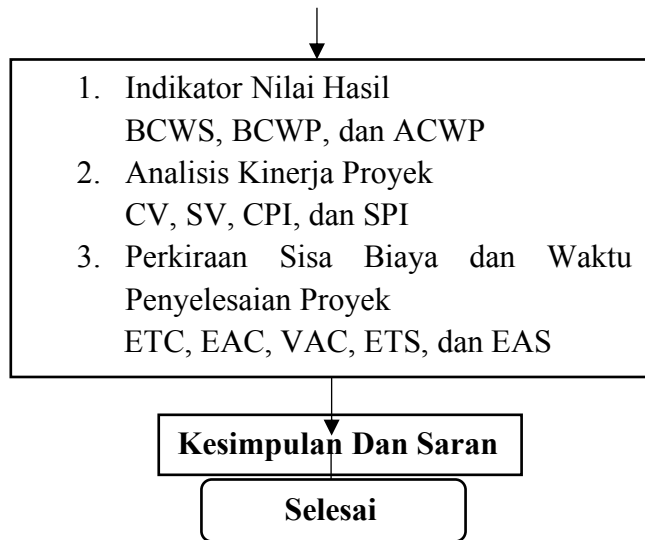 1. Indikator Nilai Hasil
BCWS, BCWP, dan ACWP
2. Analisis Kinerja Proyek
CV, SV, CPI, dan SPI
3. Perkiraan Sisa Biaya dan Waktu
Penyelesaian Proyek
ETC, EAC, VAC, ETS, dan EAS
Kesimpulan Dan Saran
Selesai